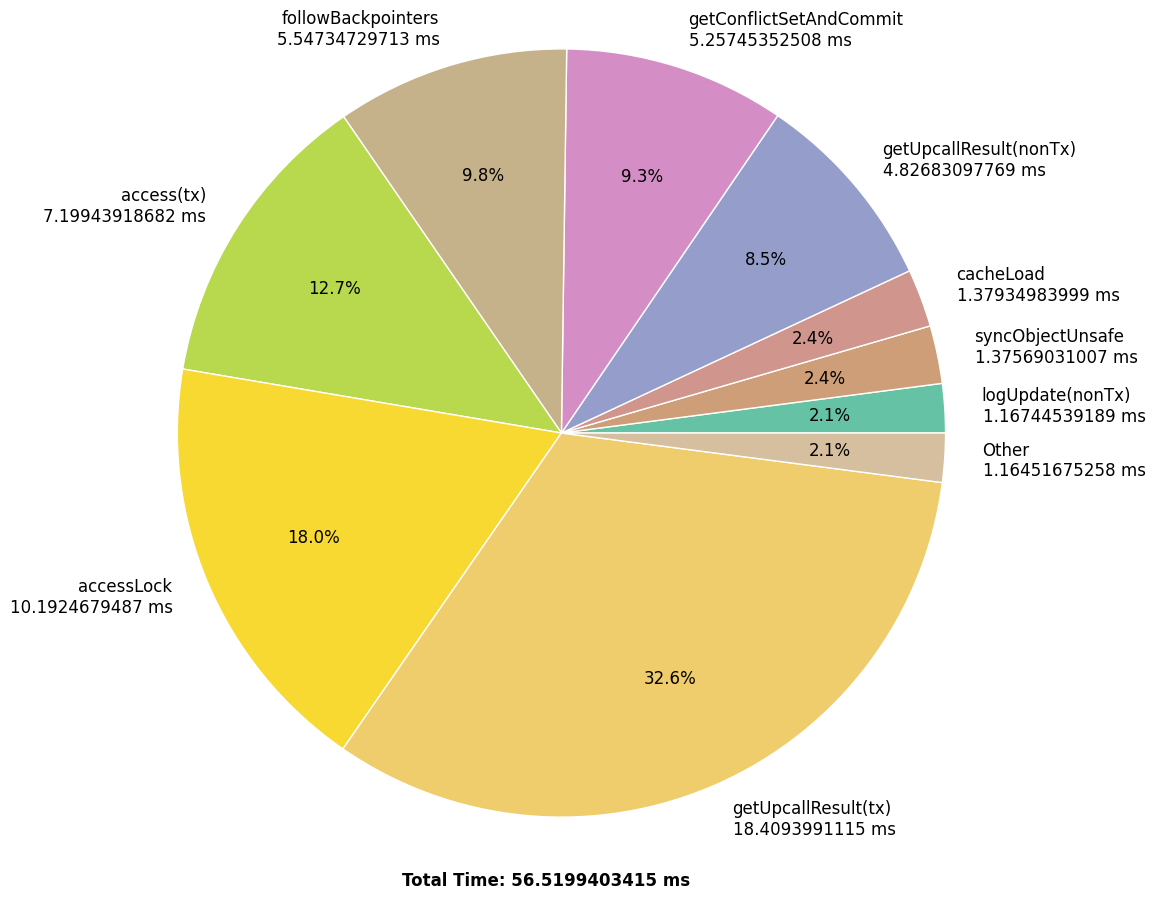 followBackpointers
5.54734729713 ms
getConflictSetAndCommit
5.25745352508 ms
getUpcallResult(nonTx)
4.82683097769 ms
access(tx)
7.19943918682 ms
cacheLoad
1.37934983999 ms
syncObjectUnsafe
1.37569031007 ms
logUpdate(nonTx)
1.16744539189 ms
Other
1.16451675258 ms
accessLock
10.1924679487 ms
getUpcallResult(tx)
18.4093991115 ms
9.8%
9.3%
8.5%
12.7%
2.4%
2.4%
2.1%
2.1%
18.0%
32.6%
Total Time: 56.5199403415 ms